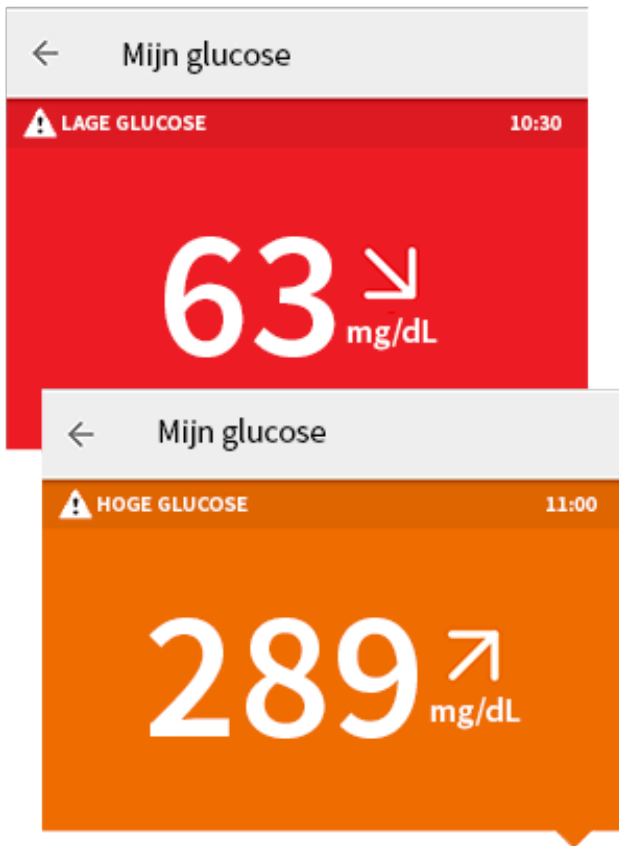 Mijn glucose
LAGE GLUCOSE 10:30
63
mg/dL
Mijn glucose
HOGE GLUCOSE 11:00
289
mg/dL